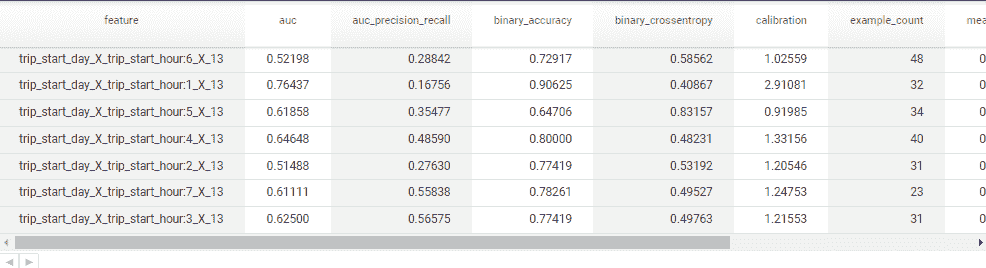 feature auc auc_precision_recall binary_accuracy binary_crossentropy calibration example_count mea
trip_start_day_X_trip_start_hour:6_X_13 0.52198 0.28842 0.72917 0.58562 1.02559 48 0
trip_start_day_X_trip_start_hour:1_X_13 0.76437 0.16756 0.90625 0.40867 2.91081 32 0
trip_start_day_X_trip_start_hour:5_X_13 0.61858 0.35477 0.64706 0.83157 0.91985 34 0
trip_start_day_X_trip_start_hour:4_X_13 0.64648 0.48590 0.80000 0.48231 1.33156 40 0
trip_start_day_X_trip_start_hour:2_X_13 0.51488 0.27630 0.77419 0.53192 1.20546 31 0
trip_start_day_X_trip_start_hour:7_X_13 0.61111 0.55838 0.78261 0.49527 1.24753 23 0
trip_start_day_X_trip_start_hour:3_X_13 0.62500 0.56575 0.77419 0.49763 1.21553 31 0